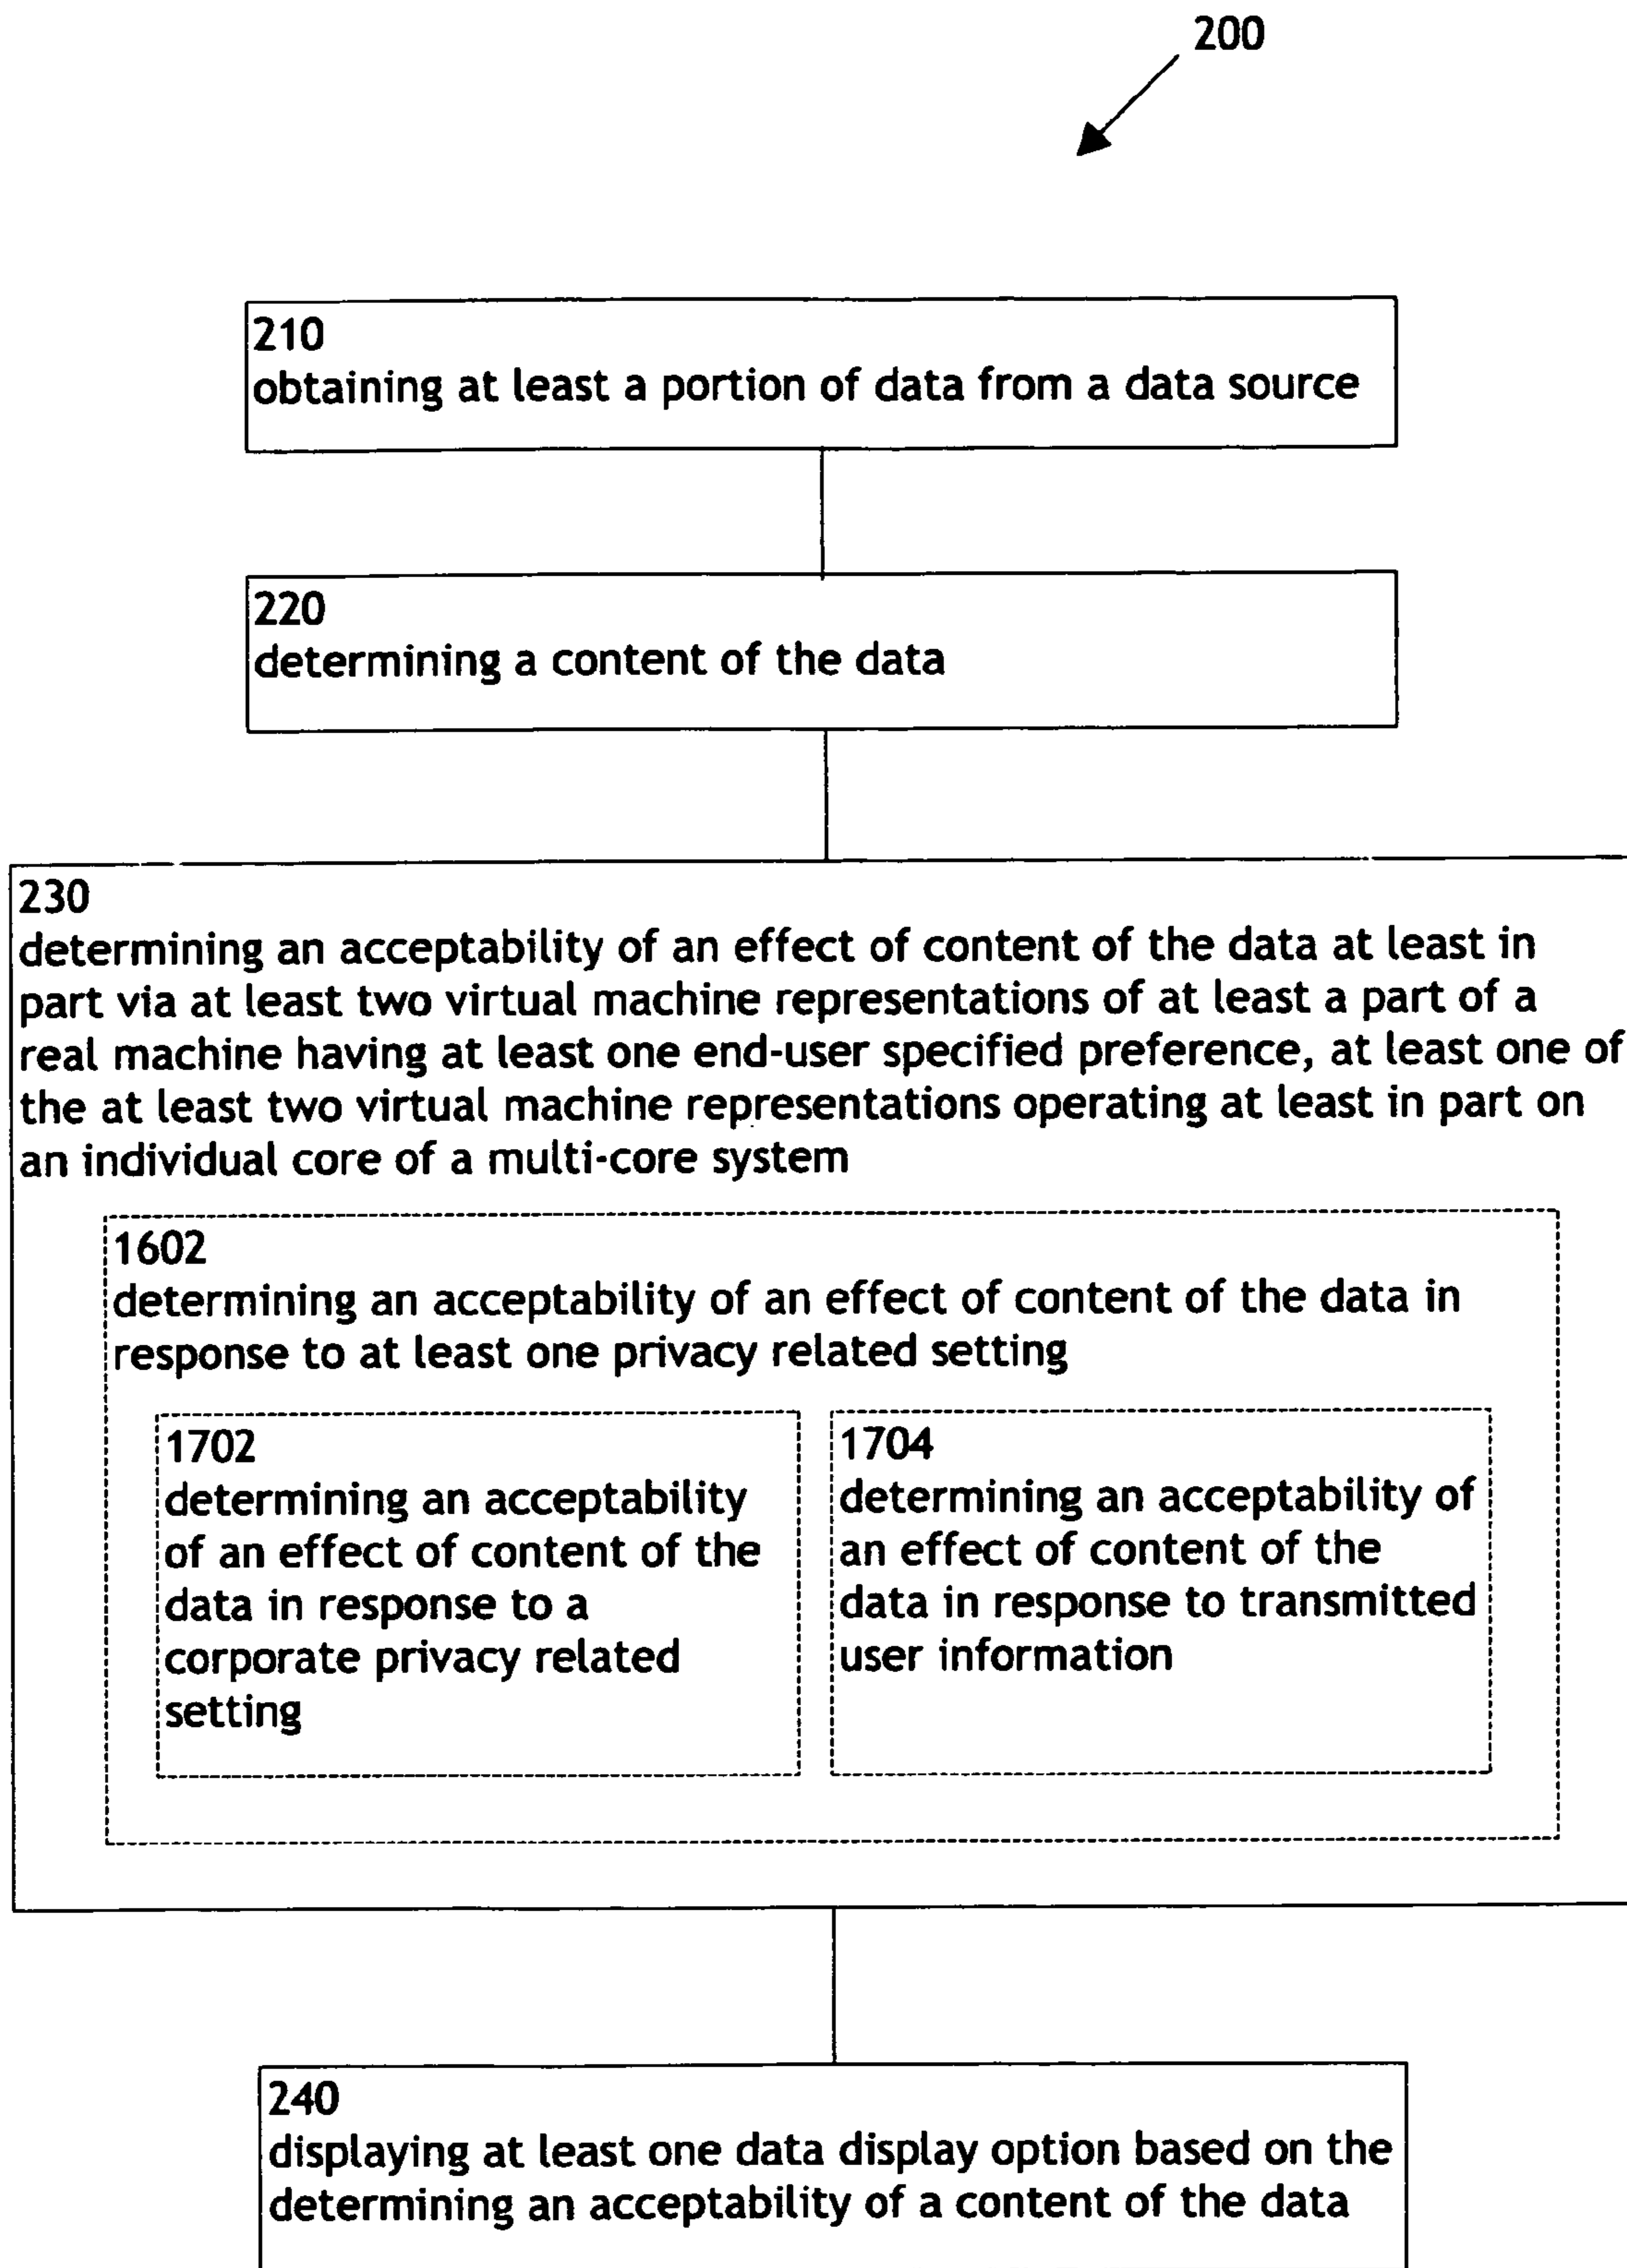 200
210
obtaining at least a portion of data from a data source
220
determining a content of the data
230
determining an acceptability of an effect of content of the data at least in
part via at least two virtual machine representations of at least a part of a
real machine having at least one end-user specified preference, at least one of
the at least two virtual machine representations operating at least in part on
an individual core of a multi-core system
1602
determining an acceptability of an effect of content of the data in
response to at least one privacy related setting
1702
determining an acceptability
of an effect of content of the
data in response to a
corporate privacy related
setting
1704
determining an acceptability of
an effect of content of the
data in response to transmitted
user information
240
displaying at least one data display option based on the
determining an acceptability of a content of the data